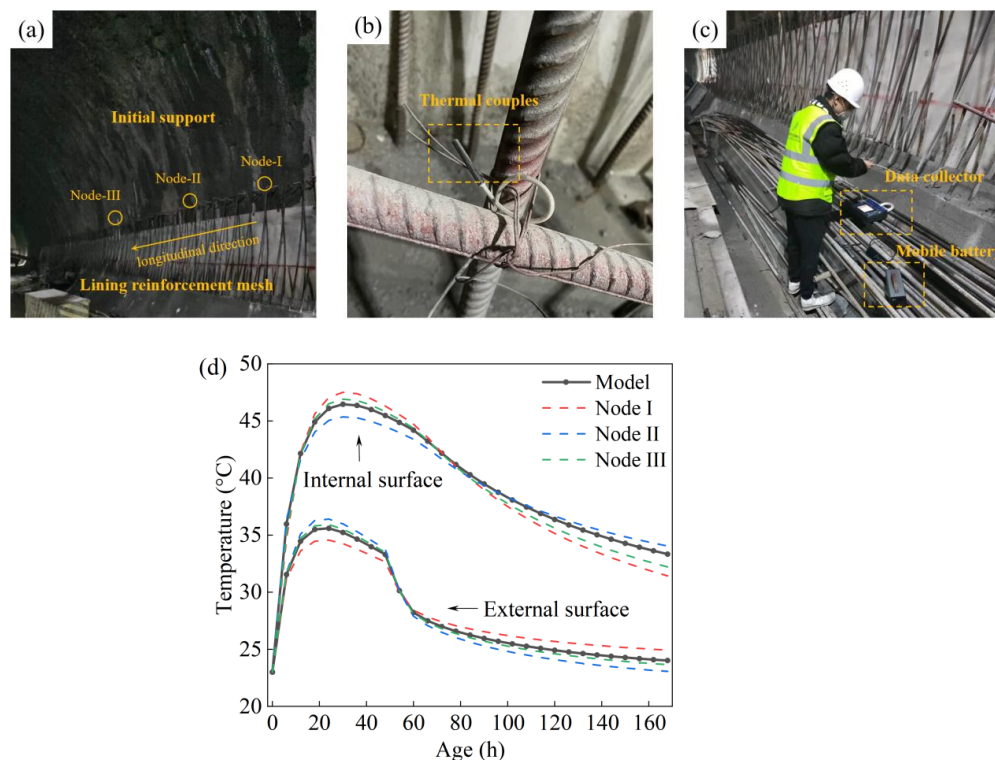 (a)
Initial support
Node-I
Node-II
Node-III
longitudinal direction
Lining reinforcement mesh
(b)
Thermal couples
(c)
Data collector
Mobile batter
(d)
50
45
40
35
30
25
20
Temperature (°C)
Model
Node I
Node II
Node III
Internal surface
External surface
0 20 40 60 80 100 120 140 160
Age (h)